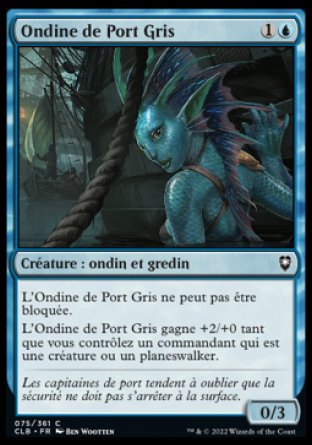 Ondine de Port Gris 1
Créature : ondin et gredin
L'Ondine de Port Gris ne peut pas être
bloquée.
L'Ondine de Port Gris gagne +2/+0 tant
que vous contrôlez un commandant qui est
une créature ou un planeswalker.
Les capitaines de port tendent à oublier que la
sécurité ne doit pas s'arrêter à la surface.
0/3
075/361 C
CLB • FR Ben Wootten
™ & © 2022 Wizards of the Coast